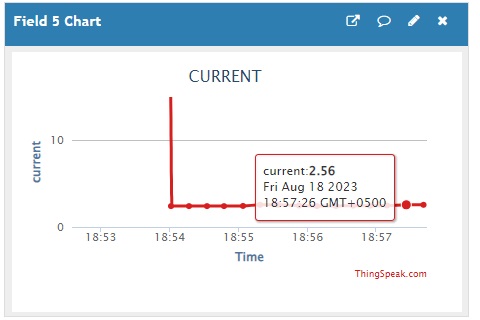 Field 5 Chart
CURRENT
current
10
0
current:2.56
Fri Aug 18 2023
18:57:26 GMT+0500
18:53
18:54
18:55
18:56
18:57
Time
ThingSpeak.com